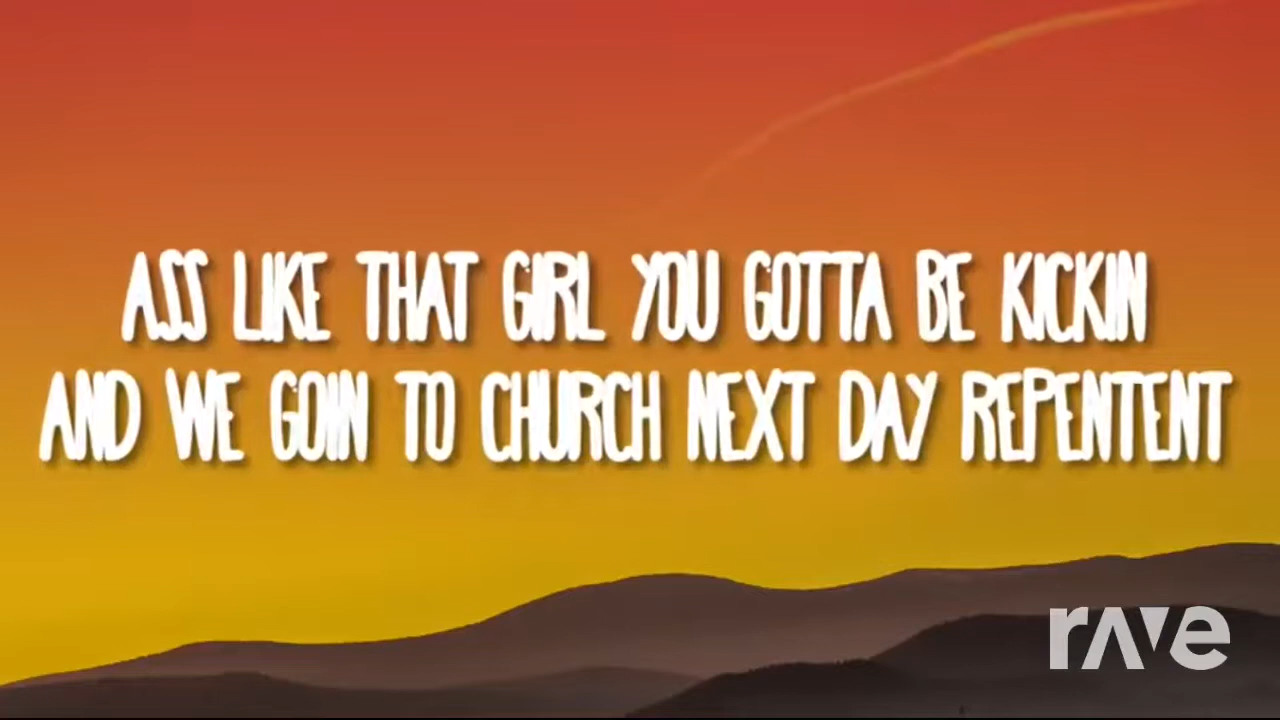 ASS LIKE THAT GIRL YOU GOTTA BE KICKIN
AND WE GOIN TO CHURCH NEXT DAY REPENTENT
rave